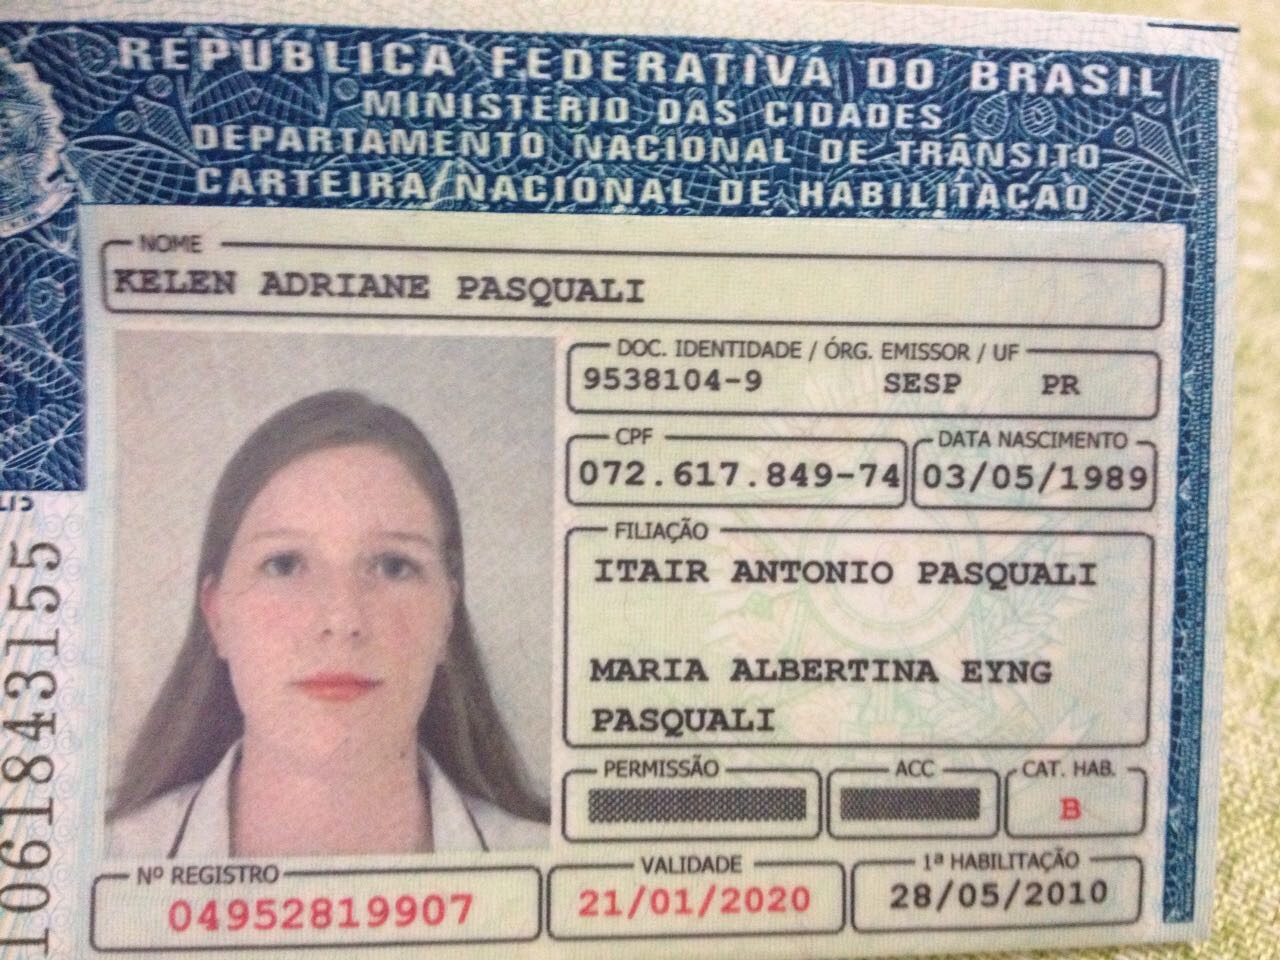 REPÚBLICA FEDERATIVA DO BRASIL
MINISTÉRIO DAS CIDADES
DEPARTAMENTO NACIONAL DE TRÂNSITO
CARTEIRA NACIONAL DE HABILITAÇÃO
NOME
KELEN ADRIANE PASQUALI
DOC. IDENTIDADE / ÓRG. EMISSOR / UF
9538104-9 SESP PR
CPF DATA NASCIMENTO
072.617.849-74 03/05/1989
FILIAÇÃO
ITAIR ANTONIO PASQUALI
MARIA ALBERTINA EYNG
PASQUALI
PERMISSÃO ACC CAT. HAB.
B
Nº REGISTRO VALIDADE 1ª HABILITAÇÃO
04952819907 21/01/2020 28/05/2010
1061843155